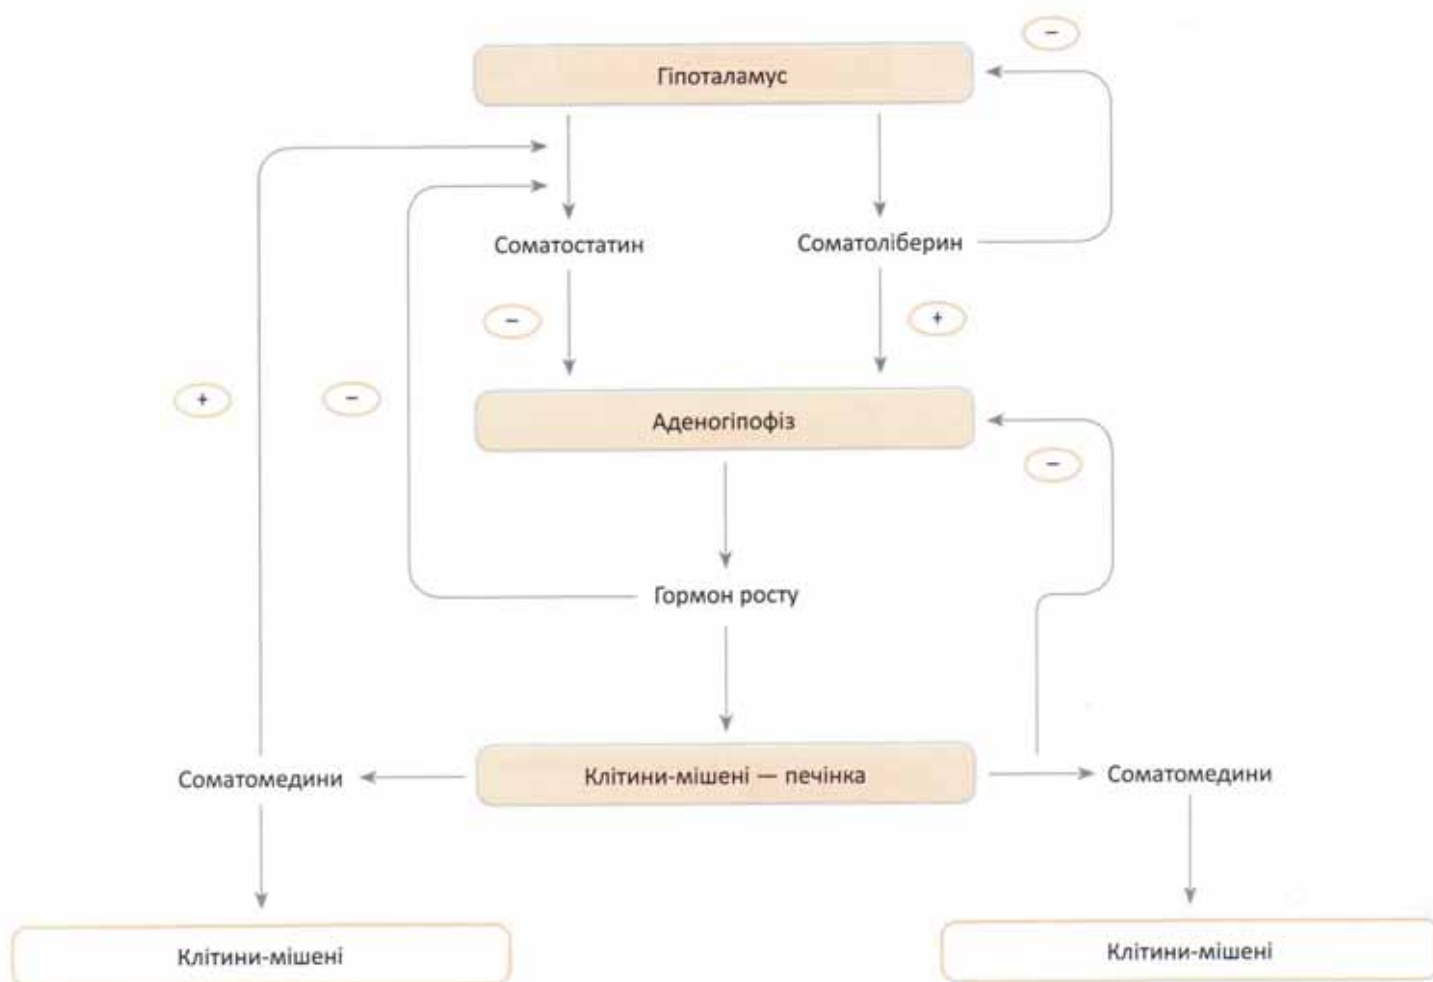 −
Гіпоталамус
Соматостатин
Соматоліберин
−
+
+
−
Аденогіпофіз
−
Гормон росту
Соматомедини
Клітини-мішені — печінка
Соматомедини
Клітини-мішені
Клітини-мішені